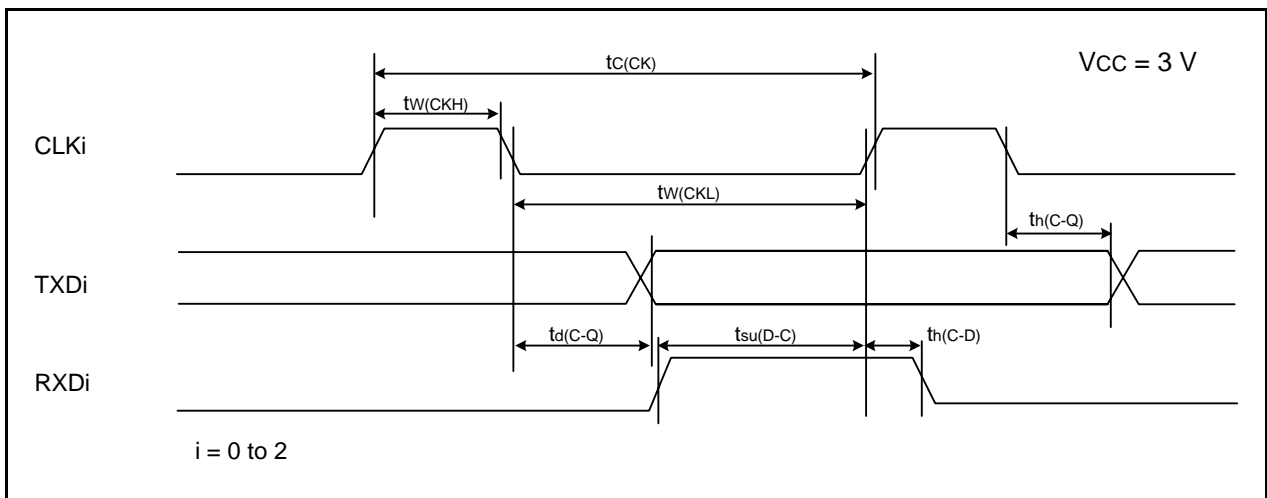 tC(CK)
VCC = 3 V
tW(CKH)
CLKi
tW(CKL)
th(C-Q)
TXDi
td(C-Q)
tsu(D-C)
th(C-D)
RXDi
i = 0 to 2